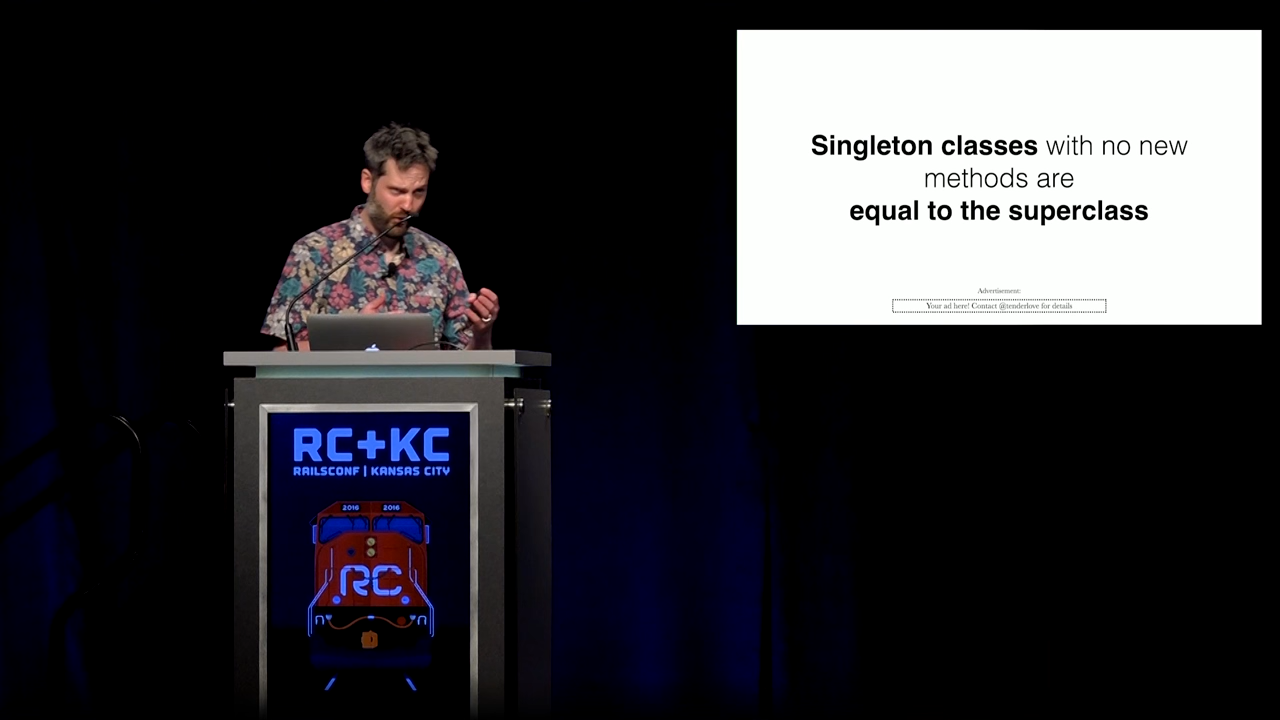 Singleton classes with no new
methods are
equal to the superclass
Advertisement:
Your ad here! Contact @tenderlove for details
RC+KC
RAILSCONF | KANSAS CITY
2016 2016
RC